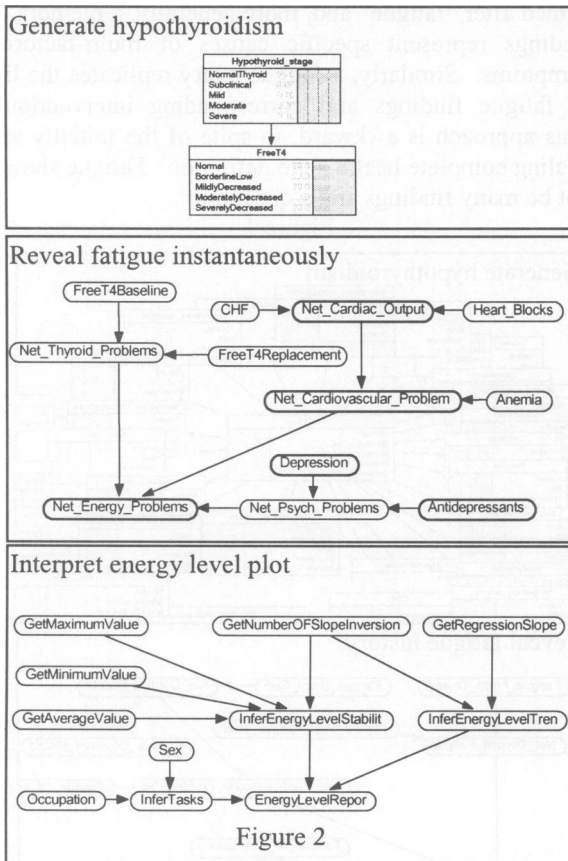 Generate hypothyroidism
Hypothyroid_stage
NormalThyroid
Subclinical
Mild
Moderate
Severe
FreeT4
Normal
BorderlineLow
MildlyDecreased
ModeratelyDecreased
SeverelyDecreased
Reveal fatigue instantaneously
FreeT4Baseline
CHF Net_Cardiac_Output Heart_Blocks
Net_Thyroid_Problems FreeT4Replacement
Net_Cardiovascular_Problem Anemia
Depression
Net_Energy_Problems Net_Psych_Problems Antidepressants
Interpret energy level plot
GetMaximumValue GetNumberOFSlopeInversion GetRegressionSlope
GetMinimumValue
GetAverageValue InferEnergyLevelStabilit InferEnergyLevelTren
Sex
Occupation InferTasks EnergyLevelRepor
Figure 2